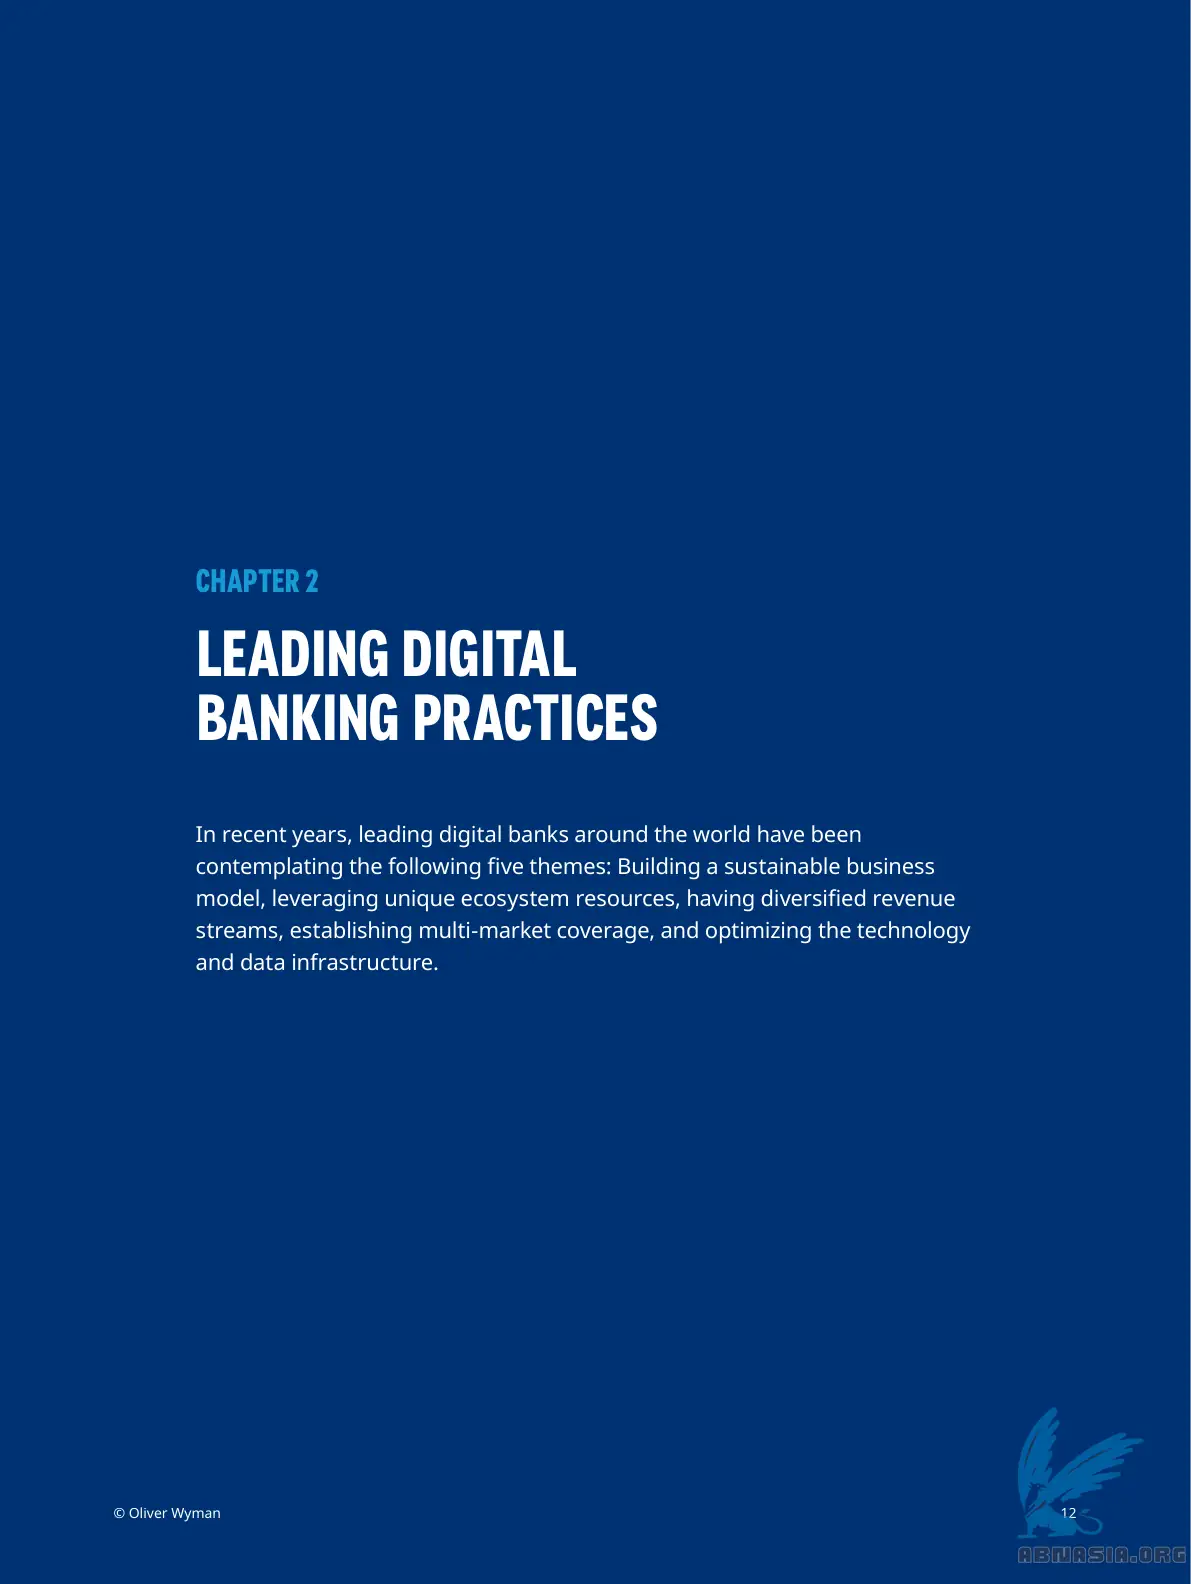 CHAPTER 2
LEADING DIGITAL
BANKING PRACTICES
In recent years, leading digital banks around the world have been
contemplating the following five themes: Building a sustainable business
model, leveraging unique ecosystem resources, having diversified revenue
streams, establishing multi-market coverage, and optimizing the technology
and data infrastructure.
© Oliver Wyman
12
ABNASIA.ORG